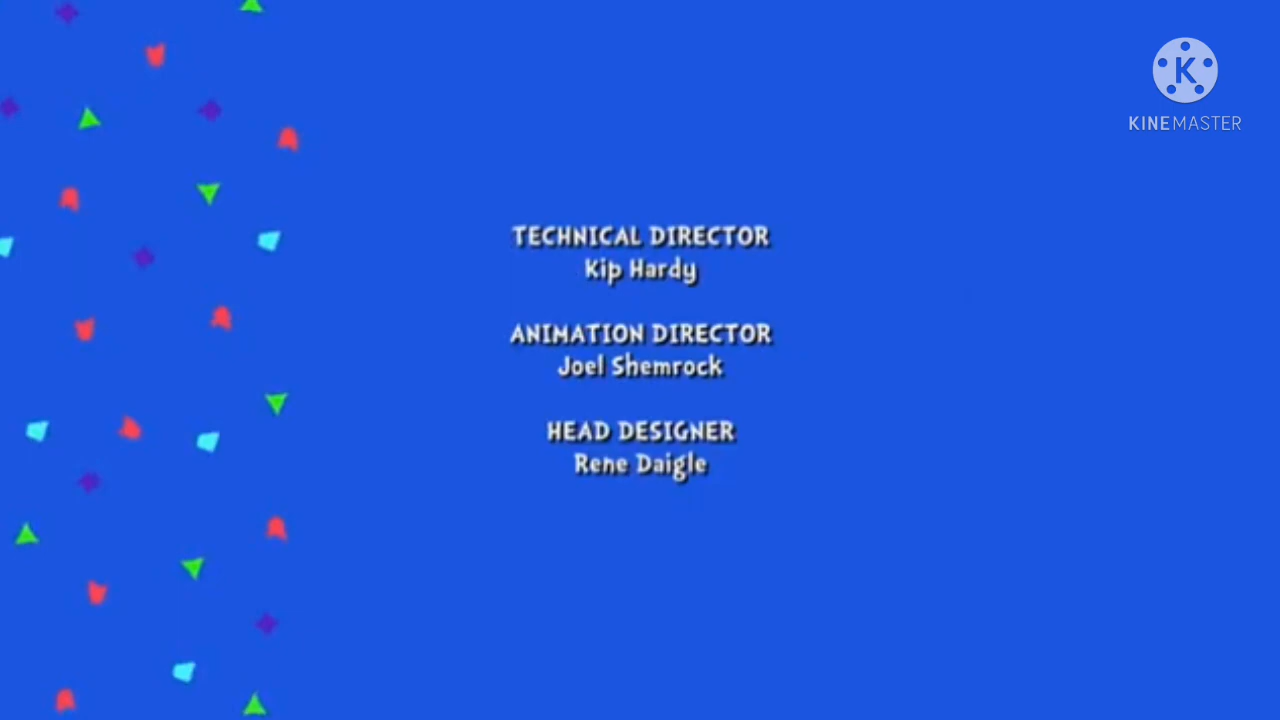 K
KINEMASTER
TECHNICAL DIRECTOR
Kip Hardy
ANIMATION DIRECTOR
Joel Shemrock
HEAD DESIGNER
Rene Daigle